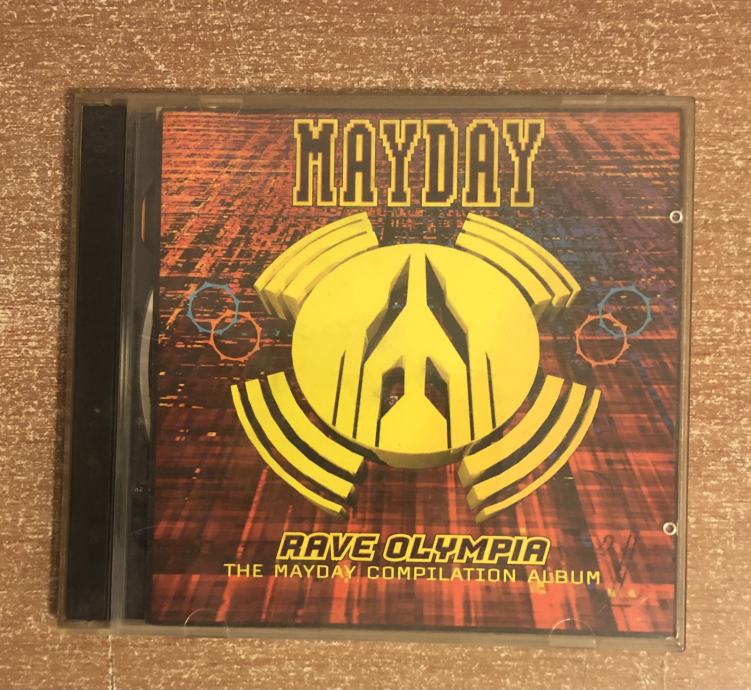 MAYDAY
RAVE OLYMPIA
THE MAYDAY COMPILATION ALBUM